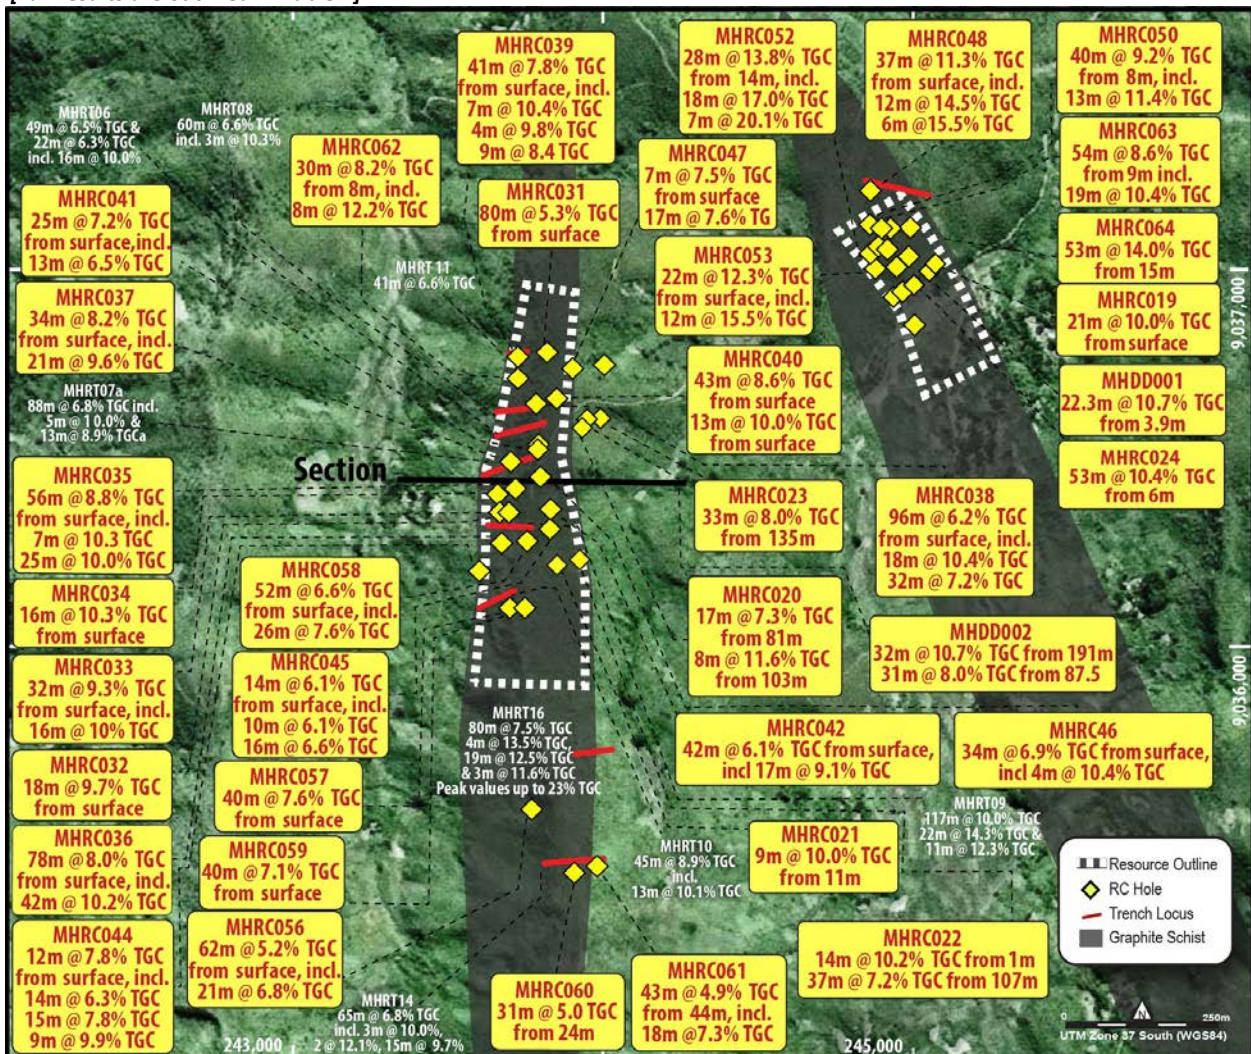 MHRC039
41m @ 7.8% TGC
from surface, incl.
7m @ 10.4% TGC
4m @ 9.8% TGC
9m @ 8.4 TGC
MHRC052
28m @ 13.8% TGC
from 14m, incl.
18m @ 17.0% TGC
7m @ 20.1% TGC
MHRC048
37m @ 11.3% TGC
from surface, incl.
12m @ 14.5% TGC
6m @15.5% TGC
MHRC050
40m @ 9.2% TGC
from 8m, incl.
13m @ 11.4% TGC
MHRT06
49m @ 6.5% TGC &
22m @ 6.3% TGC
incl. 16m @ 10.0%
MHRT08
60m @ 6.6% TGC
incl. 3m @ 10.3%
MHRC062
30m @ 8.2% TGC
from 8m, incl.
8m @ 12.2% TGC
MHRC047
7m @ 7.5% TGC
from surface
17m @ 7.6% TG
MHRC063
54m @ 8.6% TGC
from 9m incl.
19m @ 10.4% TGC
MHRC041
25m @ 7.2% TGC
from surface, incl.
13m @ 6.5% TGC
MHRC031
80m @ 5.3% TGC
from surface
MHRT 11
41m @ 6.6% TGC
MHRC053
22m @ 12.3% TGC
from surface, incl.
12m @ 15.5% TGC
MHRC064
53m @ 14.0% TGC
from 15m
MHRC037
34m @ 8.2% TGC
from surface, incl.
21m @ 9.6% TGC
MHRC019
21m @ 10.0% TGC
from surface
9,037,000
MHRT07a
88m @ 6.8% TGC incl.
5m @ 10.0% &
13m @ 8.9% TGCa
MHRC040
43m @ 8.6% TGC
from surface
13m @ 10.0% TGC
from surface
MHDD001
22.3m @ 10.7% TGC
from 3.9m
MHRC024
53m @ 10.4% TGC
from 6m
Section
MHRC035
56m @ 8.8% TGC
from surface, incl.
7m @ 10.3 TGC
25m @ 10.0% TGC
MHRC023
33m @ 8.0% TGC
from 135m
MHRC038
96m @ 6.2% TGC
from surface, incl.
18m @ 10.4% TGC
32m @ 7.2% TGC
MHRC034
16m @ 10.3% TGC
from surface
MHRC058
52m @ 6.6% TGC
from surface, incl.
26m @ 7.6% TGC
MHRC020
17m @ 7.3% TGC
from 81m
8m @ 11.6% TGC
from 103m
MHDD002
32m @ 10.7% TGC from 191m
31m @ 8.0% TGC from 87.5
9,036,000
MHRC033
32m @ 9.3% TGC
from surface, incl.
16m @ 10% TGC
MHRC045
14m @ 6.1% TGC
from surface, incl.
10m @ 6.1% TGC
16m @ 6.6% TGC
MHRT16
80m @ 7.5% TGC
4m @ 13.5% TGC,
19m @ 12.5% TGC
& 3m @ 11.6% TGC
Peak values up to 23% TGC
MHRC042
42m @ 6.1% TGC from surface,
incl 17m @ 9.1% TGC
MHRC46
34m @ 6.9% TGC from surface,
incl 4m @ 10.4% TGC
MHRC032
18m @ 9.7% TGC
from surface
MHRC057
40m @ 7.6% TGC
from surface
MHRT09
117m @ 10.0% TGC
22m @ 14.3% TGC &
11m @ 12.3% TGC
MHRC036
78m @ 8.0% TGC
from surface, incl.
42m @ 10.2% TGC
MHRC059
40m @ 7.1% TGC
from surface
MHRT10
45m @ 8.9% TGC
incl.
13m @ 10.1% TGC
MHRC021
9m @ 10.0% TGC
from 11m
Resource Outline
RC Hole
Trench Locus
Graphite Schist
MHRC044
12m @ 7.8% TGC
from surface, incl.
14m @ 6.3% TGC
15m @ 7.8% TGC
9m @ 9.9% TGC
MHRC056
62m @ 5.2% TGC
from surface, incl.
21m @ 6.8% TGC
MHRT14
65m @ 6.8% TGC
incl. 3m @ 10.0%,
2 @ 12.1%, 15m @ 9.7%
MHRC060
31m @ 5.0 TGC
from 24m
MHRC061
43m @ 4.9% TGC
from 44m, incl.
18m @7.3% TGC
MHRC022
14m @ 10.2% TGC from 1m
37m @ 7.2% TGC from 107m
N
0 250m
UTM Zone 37 South (WGS84)
243,000
245,000